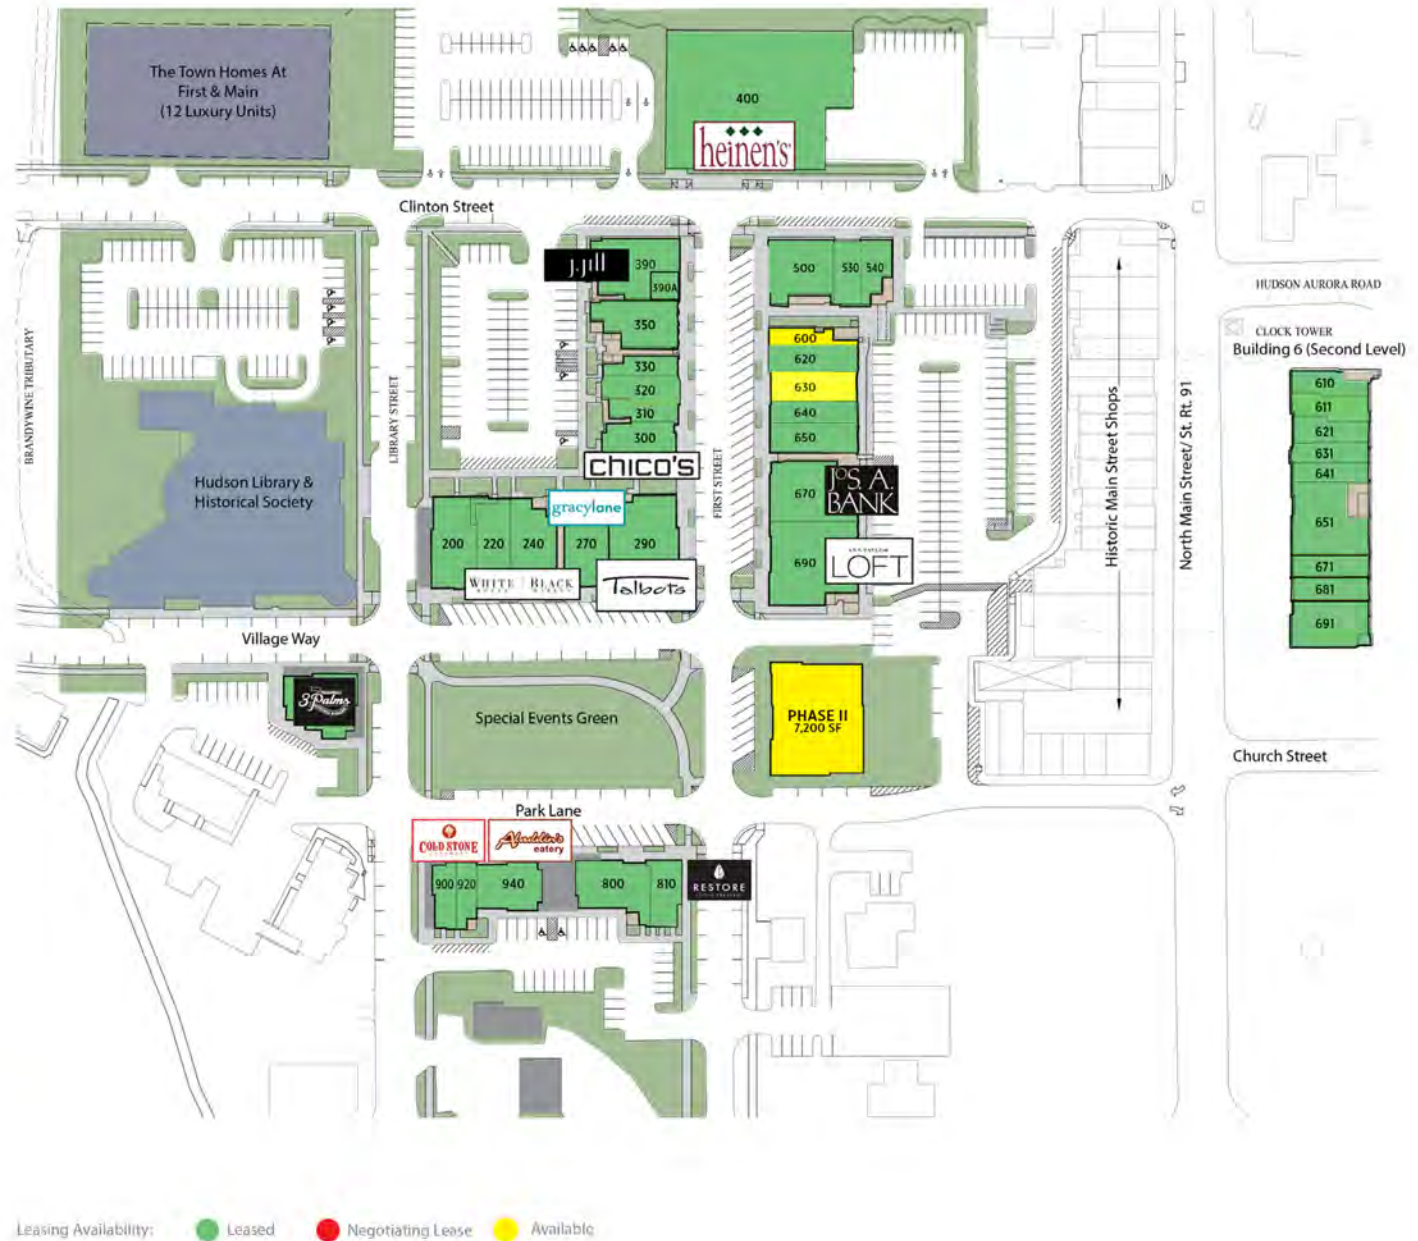 The Town Homes At
First & Main
(12 Luxury Units)
400
heinen's
Clinton Street
j.jill
390
390A
350
330
320
310
300
chico's
500
530
540
600
620
630
640
650
670
JoS. A.
BANK
690
ANN TAYLOR
LOFT
HUDSON AURORA ROAD
CLOCK TOWER
Building 6 (Second Level)
610
611
621
631
641
651
671
681
691
BRANDYWINE TRIBUTARY
LIBRARY STREET
FIRST STREET
Historic Main Street Shops
North Main Street/ St. Rt. 91
Hudson Library &
Historical Society
gracylane
200
220
240
270
290
WHITE BLACK
Talbots
Village Way
3 Palms
Special Events Green
PHASE II
7,200 SF
Church Street
Park Lane
COLD STONE
Aladdin's
eatery
900
920
940
800
810
RESTORE
Leasing Availability:
Leased
Negotiating Lease
Available